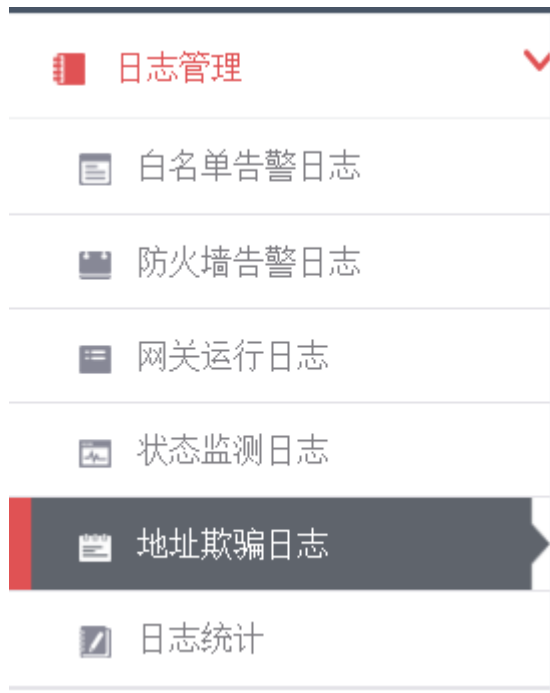 日志管理
白名单告警日志
防火墙告警日志
网关运行日志
状态监测日志
地址欺骗日志
日志统计